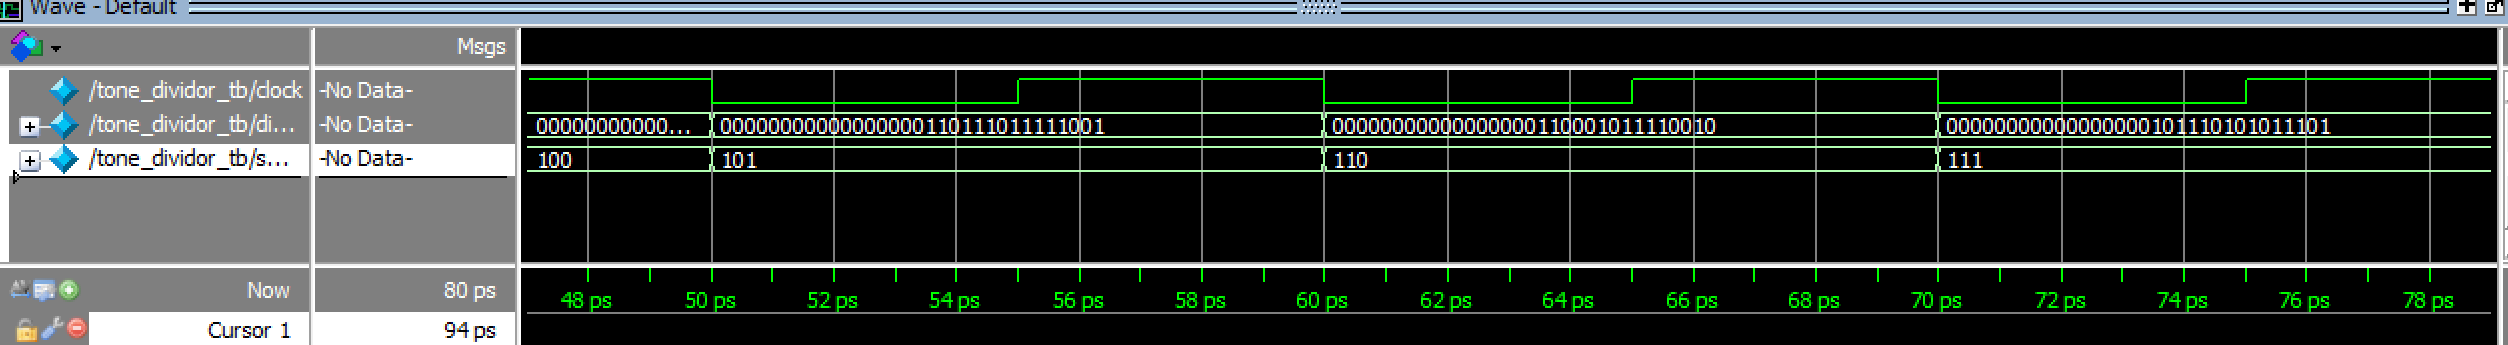 Wave - Default
Msgs
/tone_dividor_tb/clock -No Data-
/tone_dividor_tb/di... -No Data- 00000000000... 00000000000000000110111011111001 00000000000000000110001011110010 00000000000000000101110101011101
/tone_dividor_tb/s... -No Data- 100 101 110 111
Now 80 ps 48 ps 50 ps 52 ps 54 ps 56 ps 58 ps 60 ps 62 ps 64 ps 66 ps 68 ps 70 ps 72 ps 74 ps 76 ps 78 ps
Cursor 1 94 ps